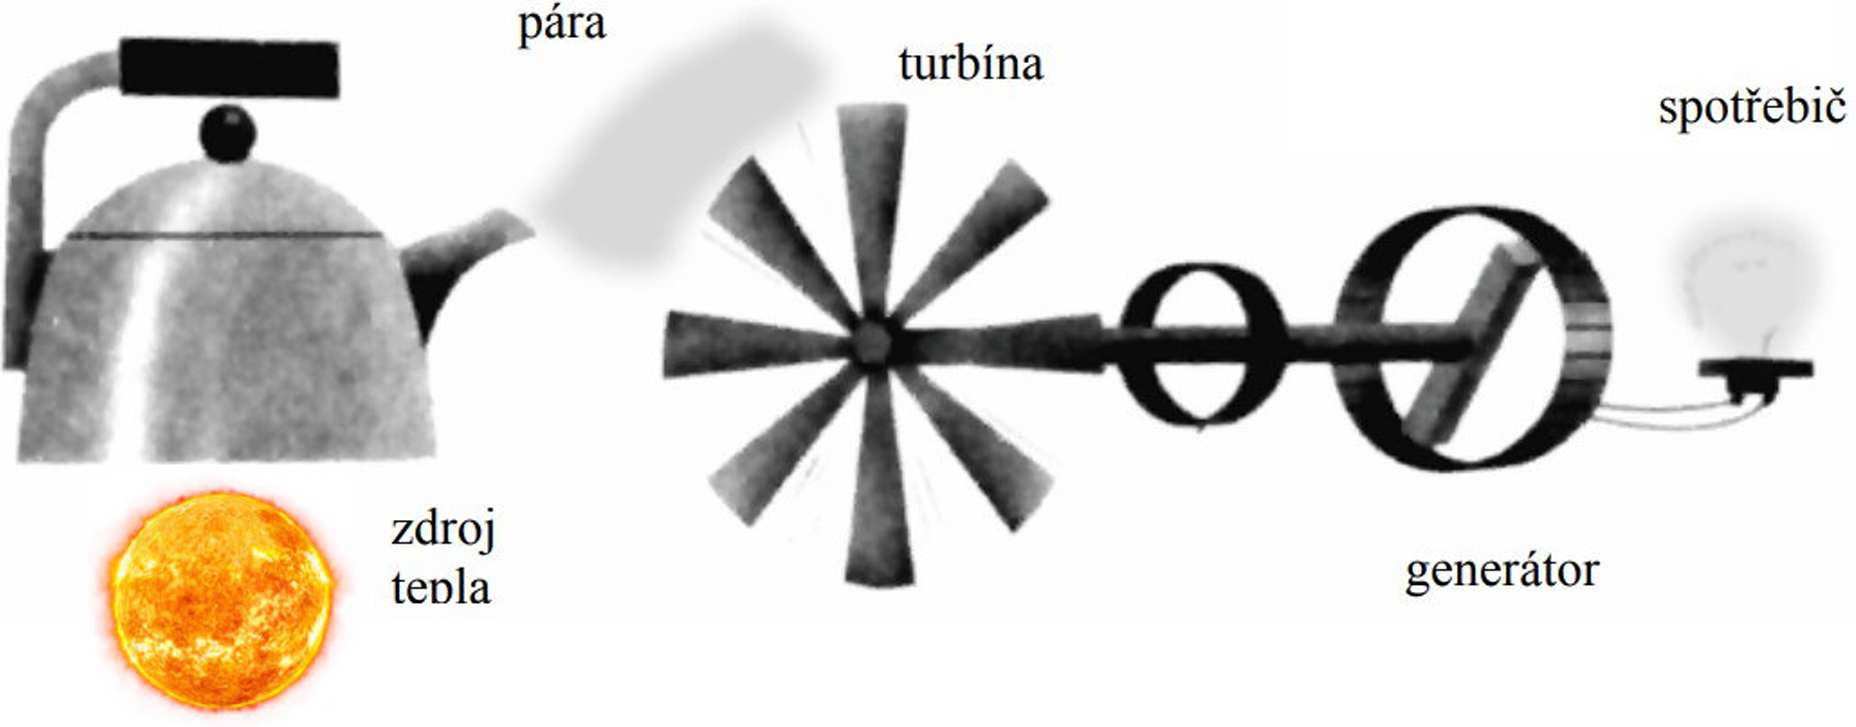 pára
turbína
spotřebič
zdroj
tepla
generátor